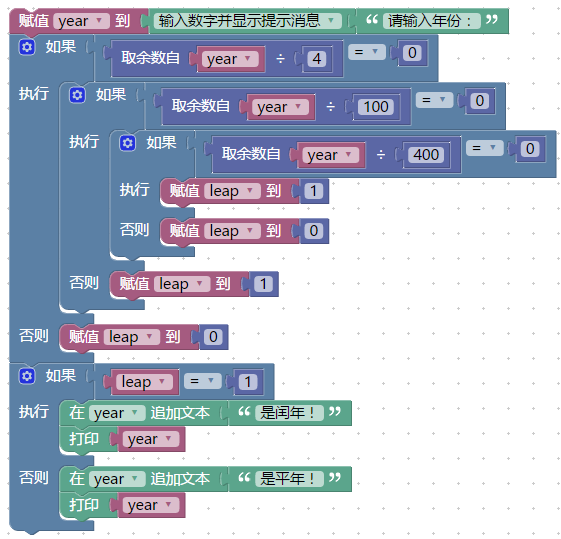 赋值 year 到 输入数字并显示提示消息 “ 请输入年份： ”
如果 取余数自 year ÷ 4 = 0
执行 如果 取余数自 year ÷ 100 = 0
执行 如果 取余数自 year ÷ 400 = 0
执行 赋值 leap 到 1
否则 赋值 leap 到 0
否则 赋值 leap 到 1
否则 赋值 leap 到 0
如果 leap = 1
执行 在 year 追加文本 “ 是闰年！ ”
打印 year
否则 在 year 追加文本 “ 是平年！ ”
打印 year